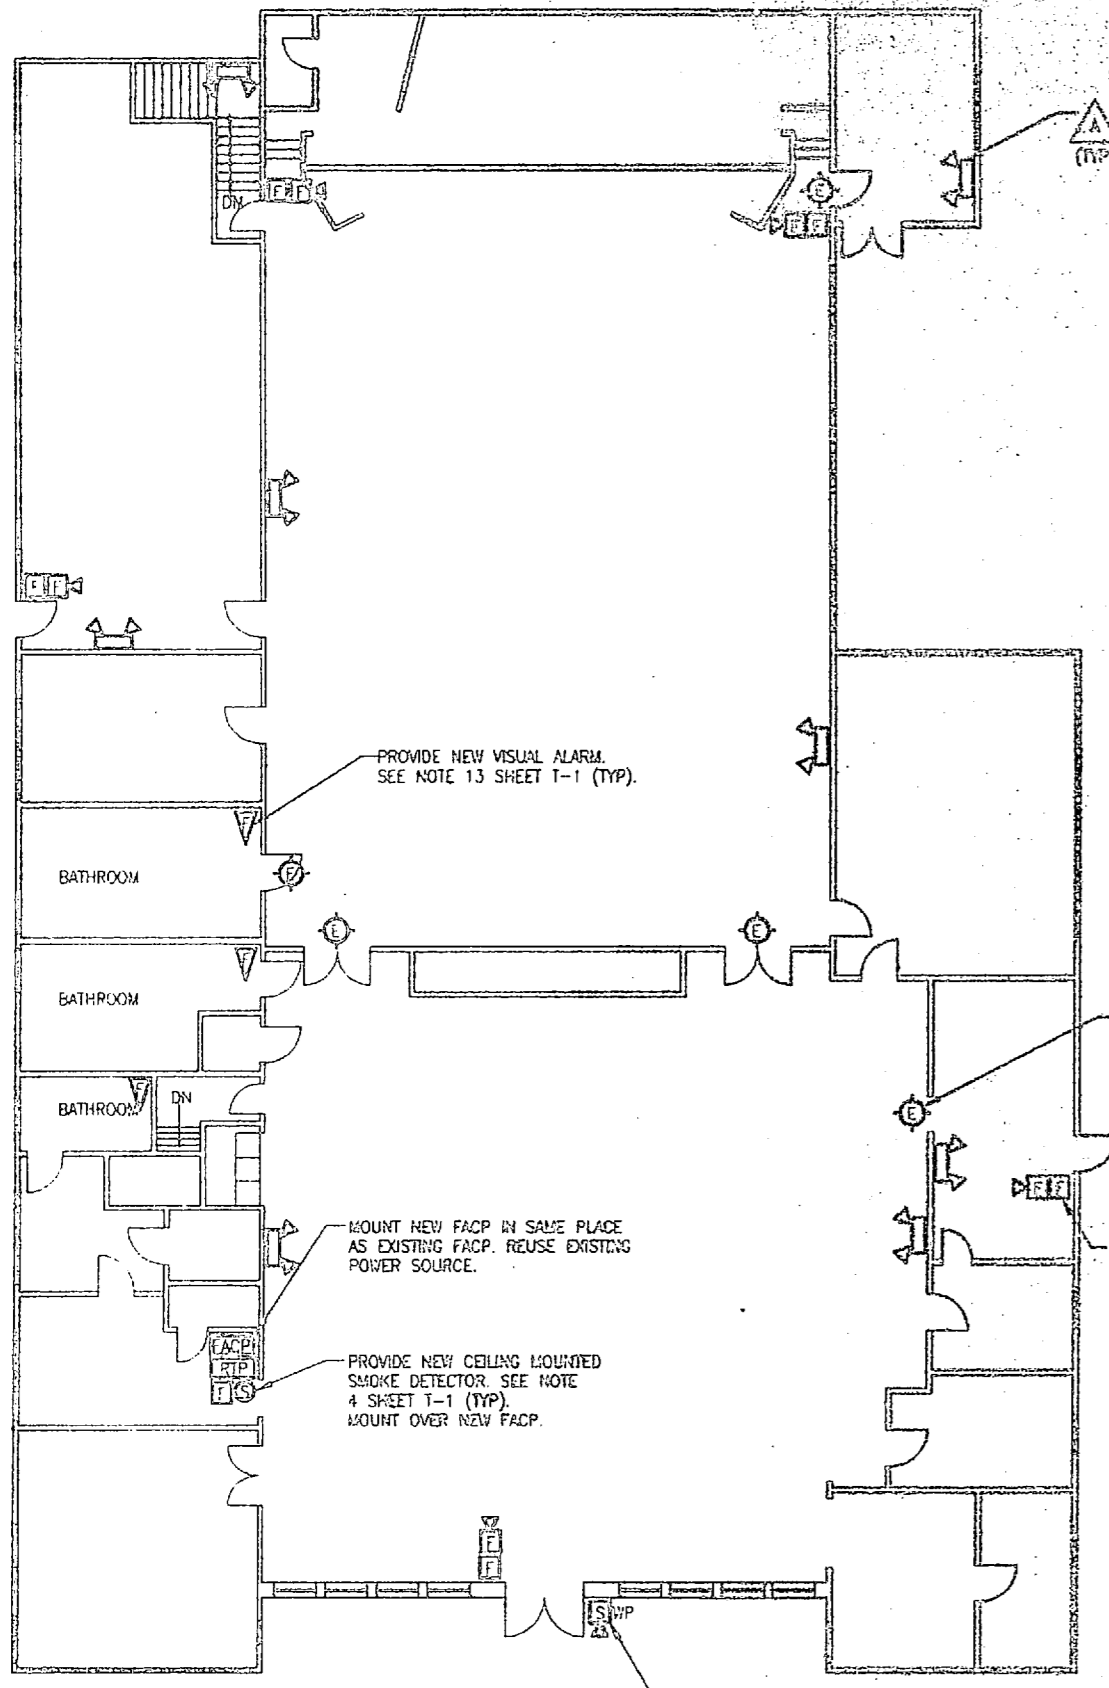 A
(TYP
DN
F F
E
F F
F F
PROVIDE NEW VISUAL ALARM.
SEE NOTE 13 SHEET T-1 (TYP).
F
BATHROOM
E
E
F
BATHROOM
F
BATHROOM
DN
E
F F
MOUNT NEW FACP IN SAME PLACE
AS EXISTING FACP. REUSE EXISTING
POWER SOURCE.
FACP
RTP
F S
PROVIDE NEW CEILING MOUNTED
SMOKE DETECTOR. SEE NOTE
4 SHEET T-1 (TYP).
MOUNT OVER NEW FACP.
F
F
S WP